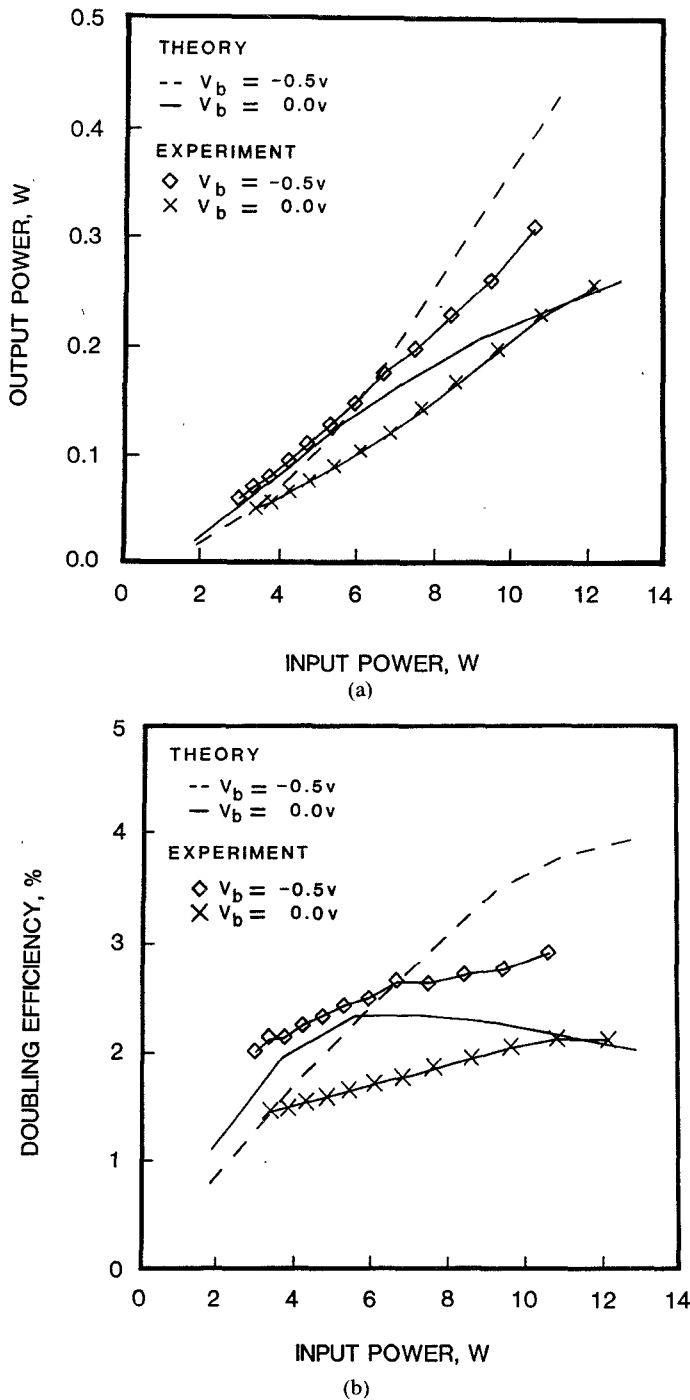 0.5
THEORY
-- V_b = -0.5v
— V_b = 0.0v
0.4
EXPERIMENT
◇ V_b = -0.5v
× V_b = 0.0v
0.3
0.2
0.1
0.0
OUTPUT POWER, W
0 2 4 6 8 10 12 14
INPUT POWER, W
(a)
5
THEORY
-- V_b = -0.5v
— V_b = 0.0v
4
EXPERIMENT
◇ V_b = -0.5v
× V_b = 0.0v
3
2
1
0
DOUBLING EFFICIENCY, %
2 4 6 8 10 12 14
INPUT POWER, W
(b)